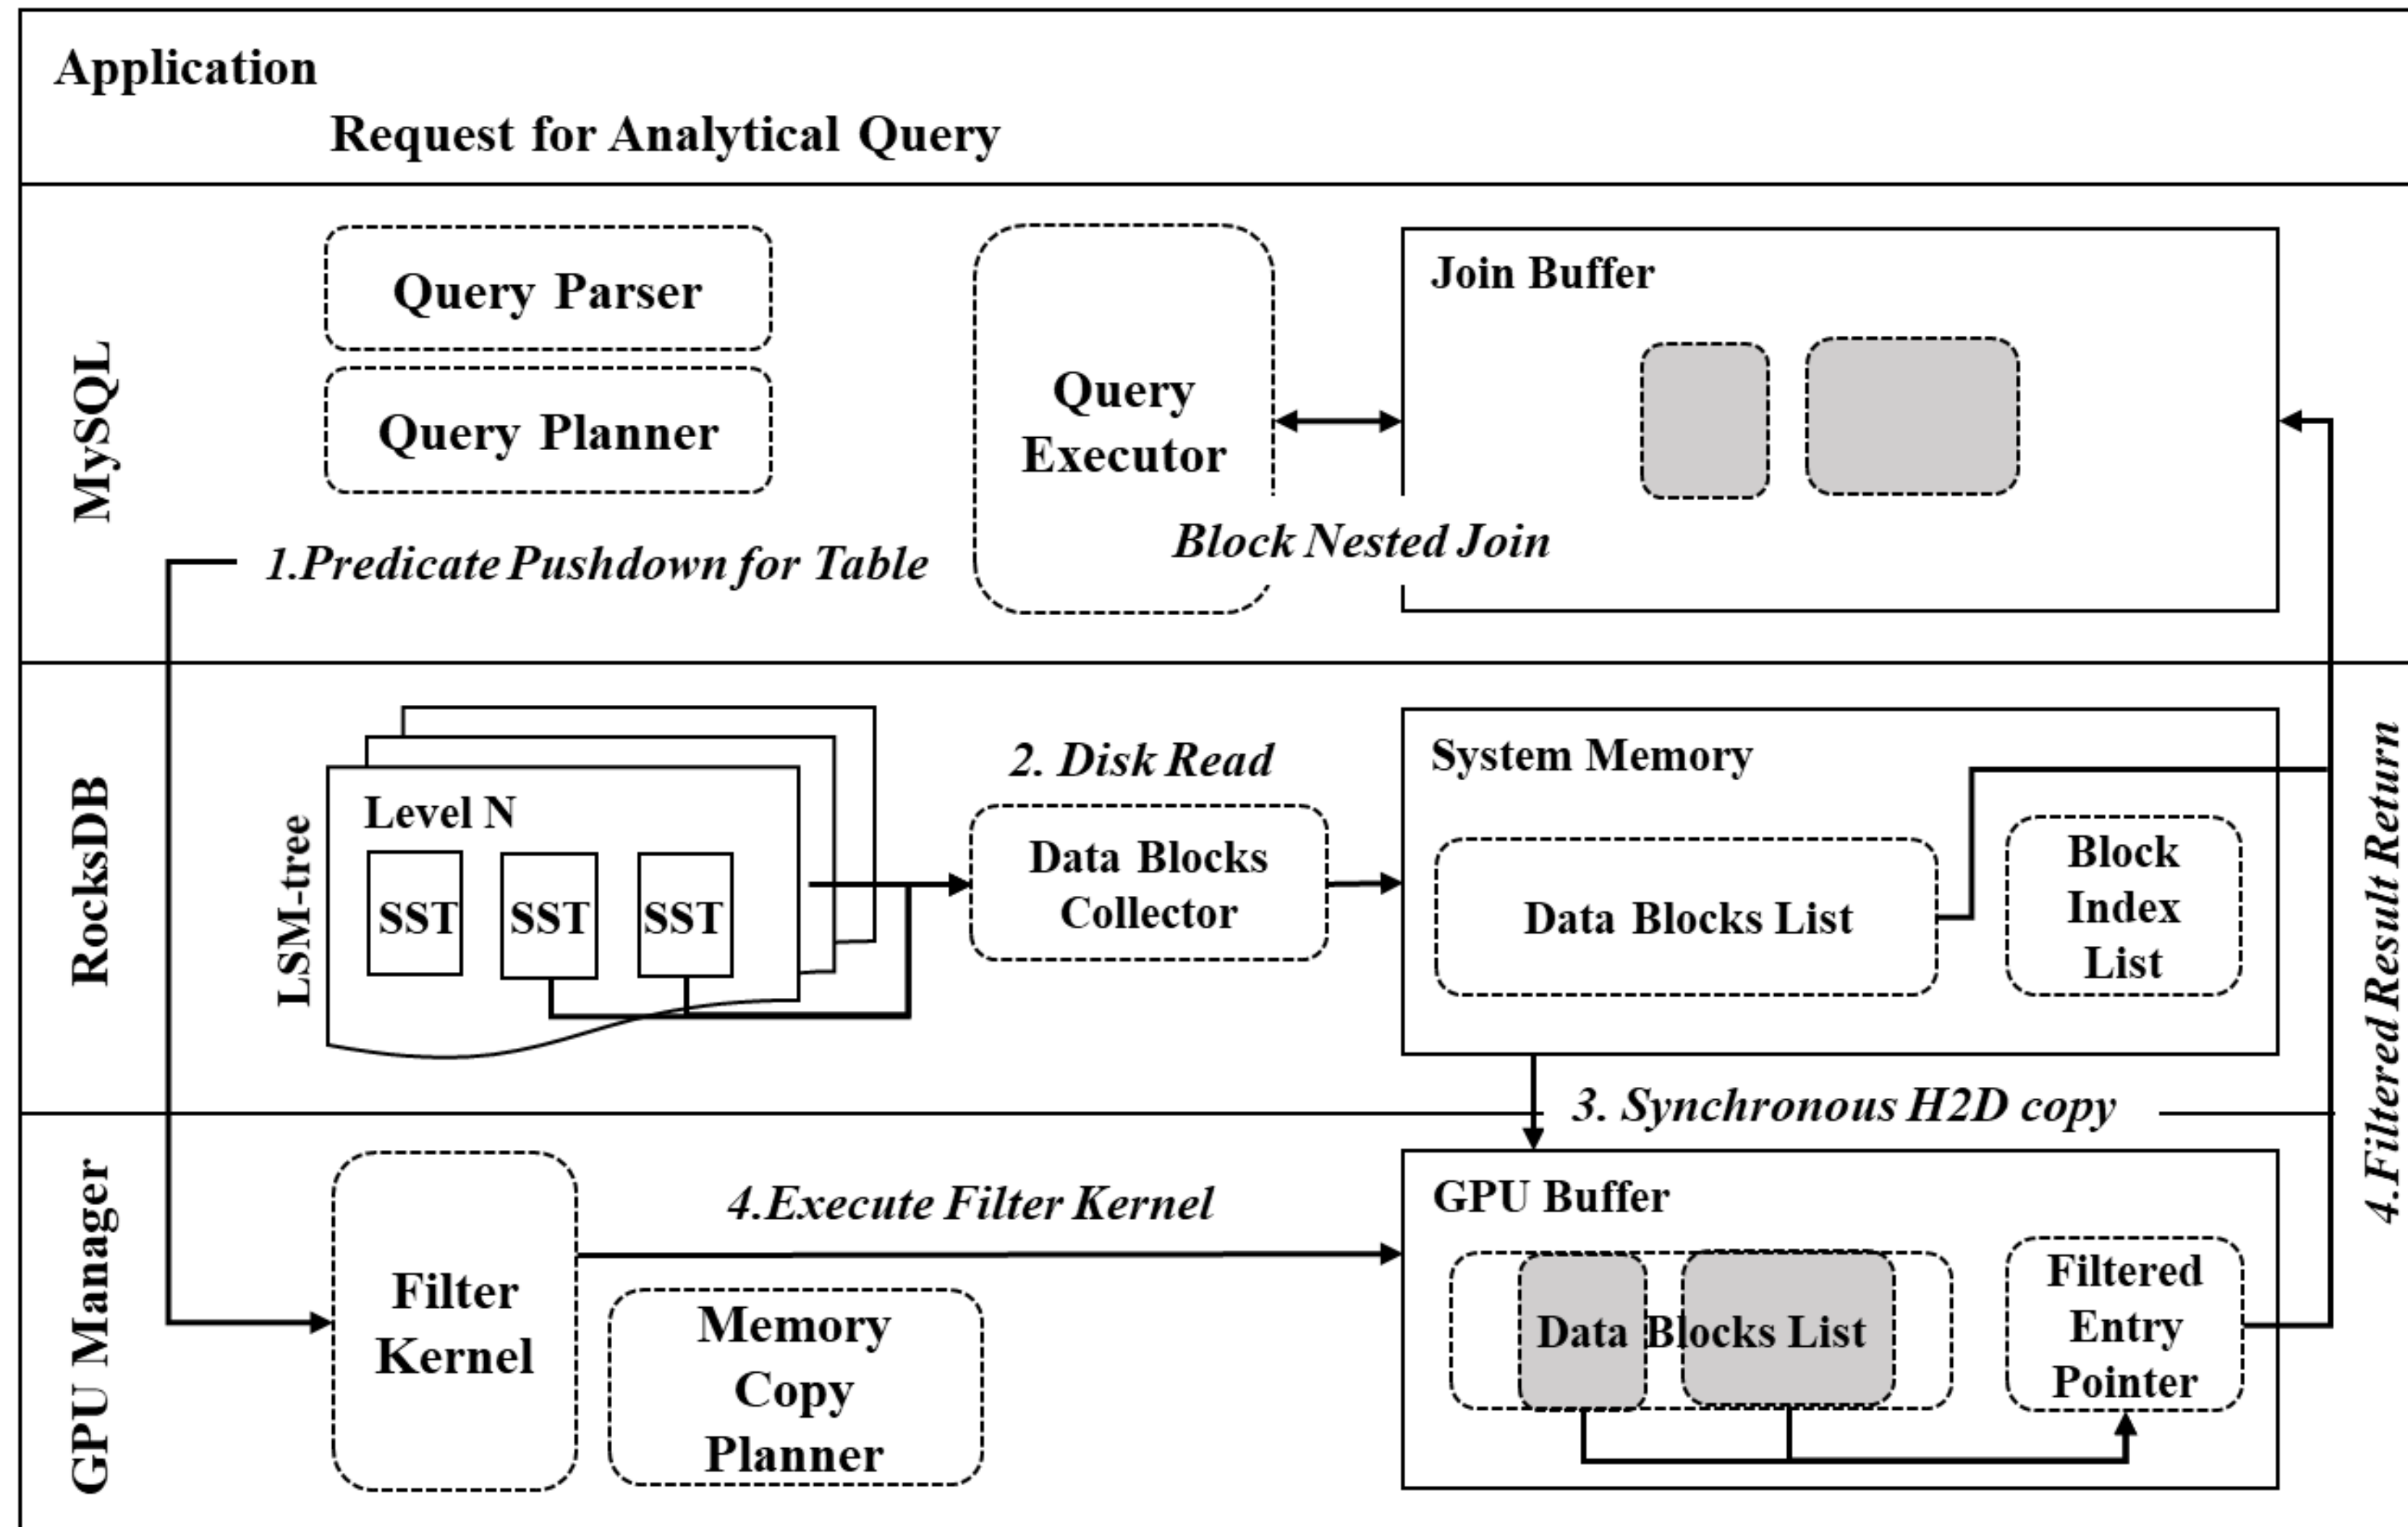 Application
Request for Analytical Query
MySQL
Query Parser
Query Planner
Query
Executor
Join Buffer
Block Nested Join
1.Predicate Pushdown for Table
RocksDB
LSM-tree
Level N
SST
SST
SST
2. Disk Read
Data Blocks
Collector
System Memory
Data Blocks List
Block
Index
List
3. Synchronous H2D copy
4.Filtered Result Return
GPU Manager
Filter
Kernel
4.Execute Filter Kernel
Memory
Copy
Planner
GPU Buffer
Data Blocks List
Filtered
Entry
Pointer